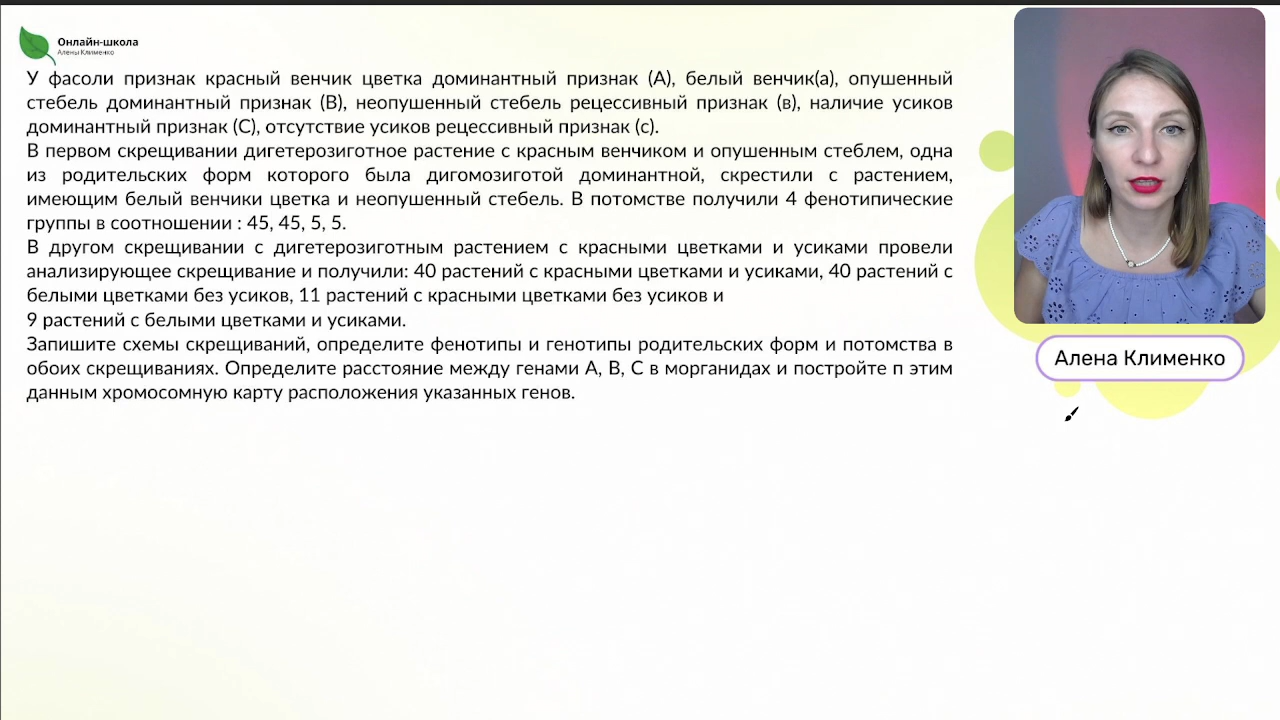 Онлайн-школа
Алены Клименко
У фасоли признак красный венчик цветка доминантный признак (А), белый венчик(а), опушенный
стебель доминантный признак (В), неопушенный стебель рецессивный признак (в), наличие усиков
доминантный признак (С), отсутствие усиков рецессивный признак (с).
В первом скрещивании дигетерозиготное растение с красным венчиком и опушенным стеблем, одна
из родительских форм которого была дигомозиготой доминантной, скрестили с растением,
имеющим белый венчики цветка и неопушенный стебель. В потомстве получили 4 фенотипические
группы в соотношении : 45, 45, 5, 5.
В другом скрещивании с дигетерозиготным растением с красными цветками и усиками провели
анализирующее скрещивание и получили: 40 растений с красными цветками и усиками, 40 растений с
белыми цветками без усиков, 11 растений с красными цветками без усиков и
9 растений с белыми цветками и усиками.
Запишите схемы скрещиваний, определите фенотипы и генотипы родительских форм и потомства в
обоих скрещиваниях. Определите расстояние между генами А, В, С в морганидах и постройте п этим
данным хромосомную карту расположения указанных генов.
Алена Клименко